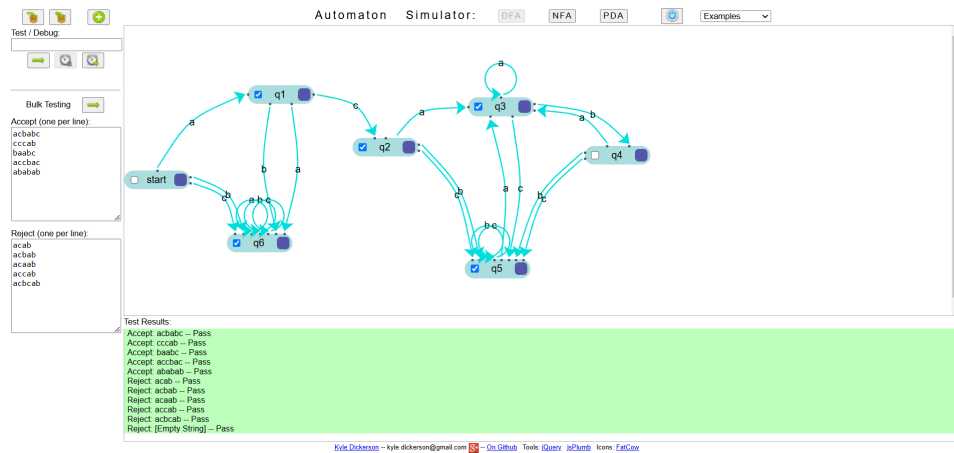 Automaton Simulator: DFA NFA PDA Examples
Test / Debug:
Bulk Testing
Accept (one per line):
acbabc
cccab
baabc
accbac
ababab
Reject (one per line):
acab
acbab
acaab
accab
acbcab
a
q1
c
a
a
q3
b
a
q2
q4
b
a
start
b
c
a b c
q6
b
c
a
c
b
c
b c
q5
Test Results:
Accept: acbabc -- Pass
Accept: cccab -- Pass
Accept: baabc -- Pass
Accept: accbac -- Pass
Accept: ababab -- Pass
Reject: acab -- Pass
Reject: acbab -- Pass
Reject: acaab -- Pass
Reject: accab -- Pass
Reject: acbcab -- Pass
Reject: [Empty String] -- Pass
Kyle Dickerson -- kyle.dickerson@gmail.com g+ -- On Github Tools: jQuery jsPlumb Icons: FatCow